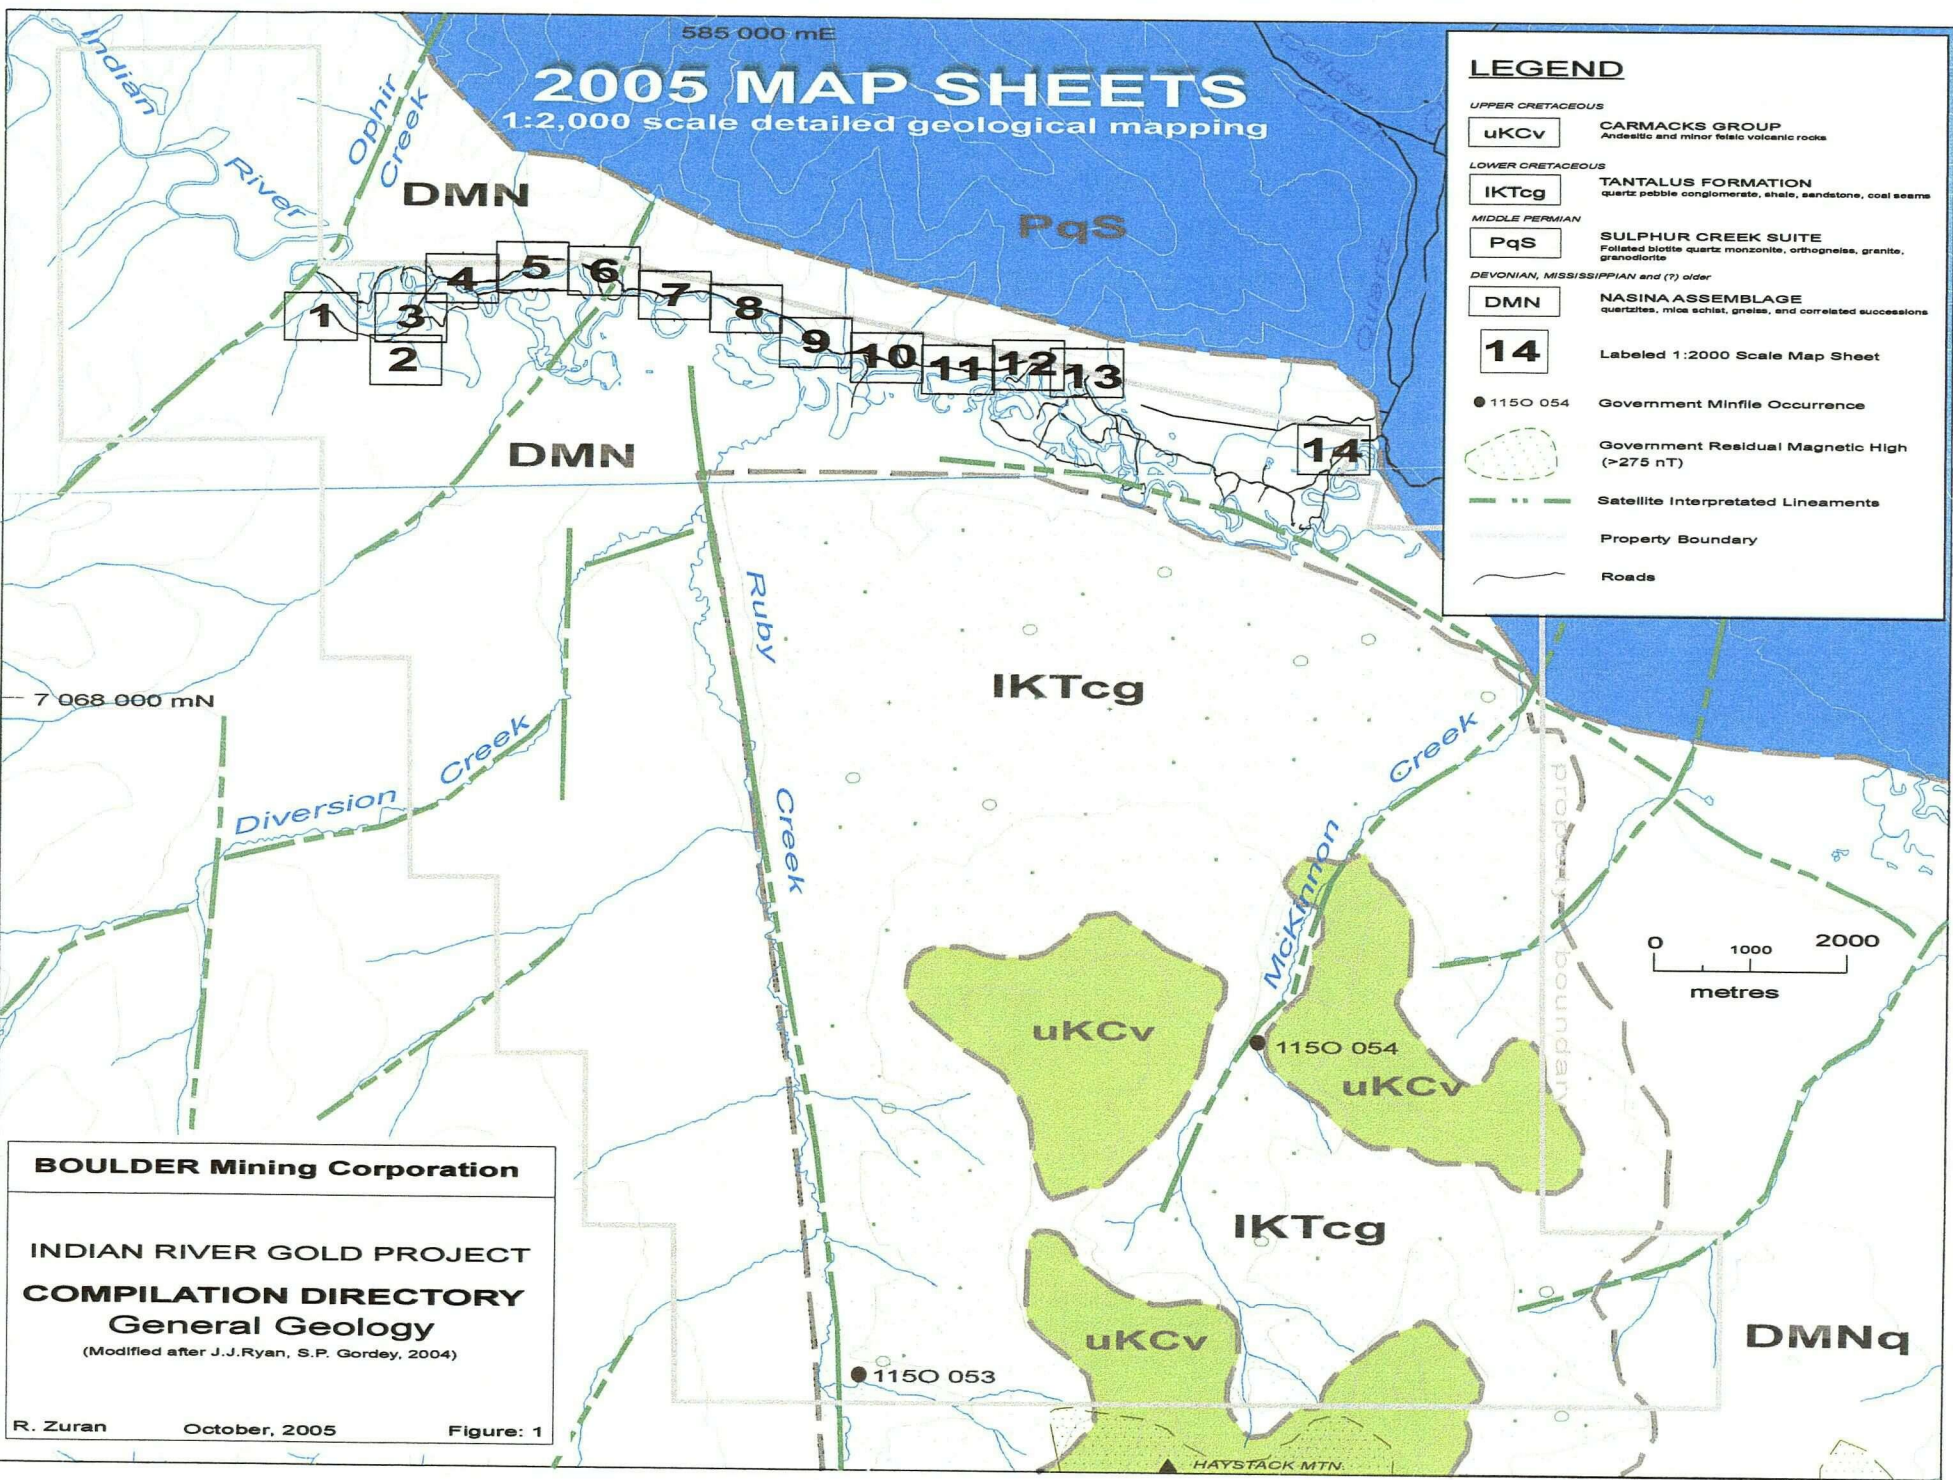 585 000 mE
2005 MAP SHEETS
1:2,000 scale detailed geological mapping
Indian
River
Ophir
Creek
DMN
PqS
Quartz
1
2
3
4
5
6
7
8
9
10
11
12
13
14
DMN
Ruby
Creek
lKTcg
7 068 000 mN
Diversion
Creek
McKinnon
Creek
property boundary
uKCv
115O 054
uKCv
lKTcg
uKCv
115O 053
DMNq
HAYSTACK MTN.
0 1000 2000
metres
LEGEND
UPPER CRETACEOUS
uKCv CARMACKS GROUP
Andesitic and minor felsic volcanic rocks
LOWER CRETACEOUS
lKTcg TANTALUS FORMATION
quartz pebble conglomerate, shale, sandstone, coal seams
MIDDLE PERMIAN
PqS SULPHUR CREEK SUITE
Foliated biotite quartz monzonite, orthogneiss, granite,
granodiorite
DEVONIAN, MISSISSIPPIAN and (?) older
DMN NASINA ASSEMBLAGE
quartzites, mica schist, gneiss, and correlated successions
14 Labeled 1:2000 Scale Map Sheet
115O 054 Government Minfile Occurrence
Government Residual Magnetic High
(>275 nT)
Satellite Interpretated Lineaments
Property Boundary
Roads
BOULDER Mining Corporation
INDIAN RIVER GOLD PROJECT
COMPILATION DIRECTORY
General Geology
(Modified after J.J.Ryan, S.P. Gordey, 2004)
R. Zuran October, 2005 Figure: 1